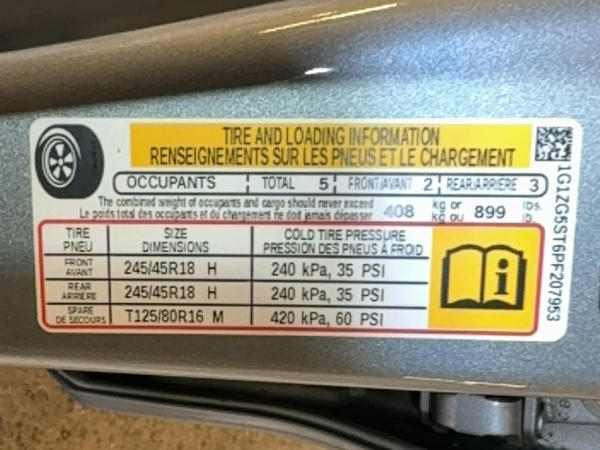 TIRE AND LOADING INFORMATION
RENSEIGNEMENTS SUR LES PNEUS ET LE CHARGEMENT
OCCUPANTS TOTAL 5 FRONT/AVANT 2 REAR/ARRIÈRE 3
The combined weight of occupants and cargo should never exceed 408 kg or 899 lbs.
Le poids total des occupants et du chargement ne doit jamais dépasser kg ou lb.
TIRE SIZE COLD TIRE PRESSURE
PNEU DIMENSIONS PRESSION DES PNEUS À FROID
FRONT
AVANT 245/45R18 H 240 kPa, 35 PSI
REAR
ARRIÈRE 245/45R18 H 240 kPa, 35 PSI
SPARE
DE SECOURS T125/80R16 M 420 kPa, 60 PSI
1G1ZG5ST6PF207953